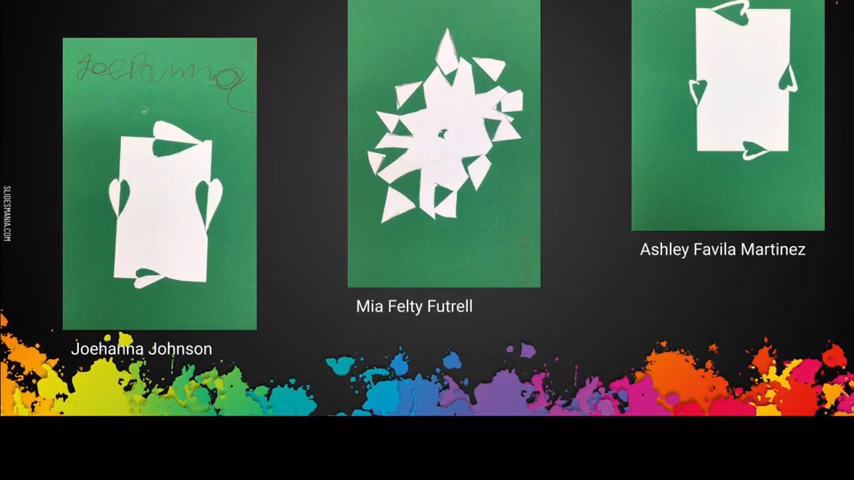 Joehanna
SLIDESMANIA.COM
Ashley Favila Martinez
Mia Felty Futrell
Joehanna Johnson